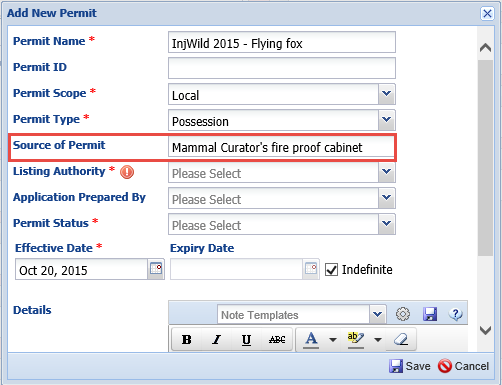 Add New Permit
Permit Name * InjWild 2015 - Flying fox
Permit ID
Permit Scope * Local
Permit Type * Possession
Source of Permit Mammal Curator's fire proof cabinet
Listing Authority * Please Select
Application Prepared By Please Select
Permit Status * Please Select
Effective Date * Expiry Date
Oct 20, 2015 Indefinite
Details Note Templates
B I U ABC A ab
Save Cancel